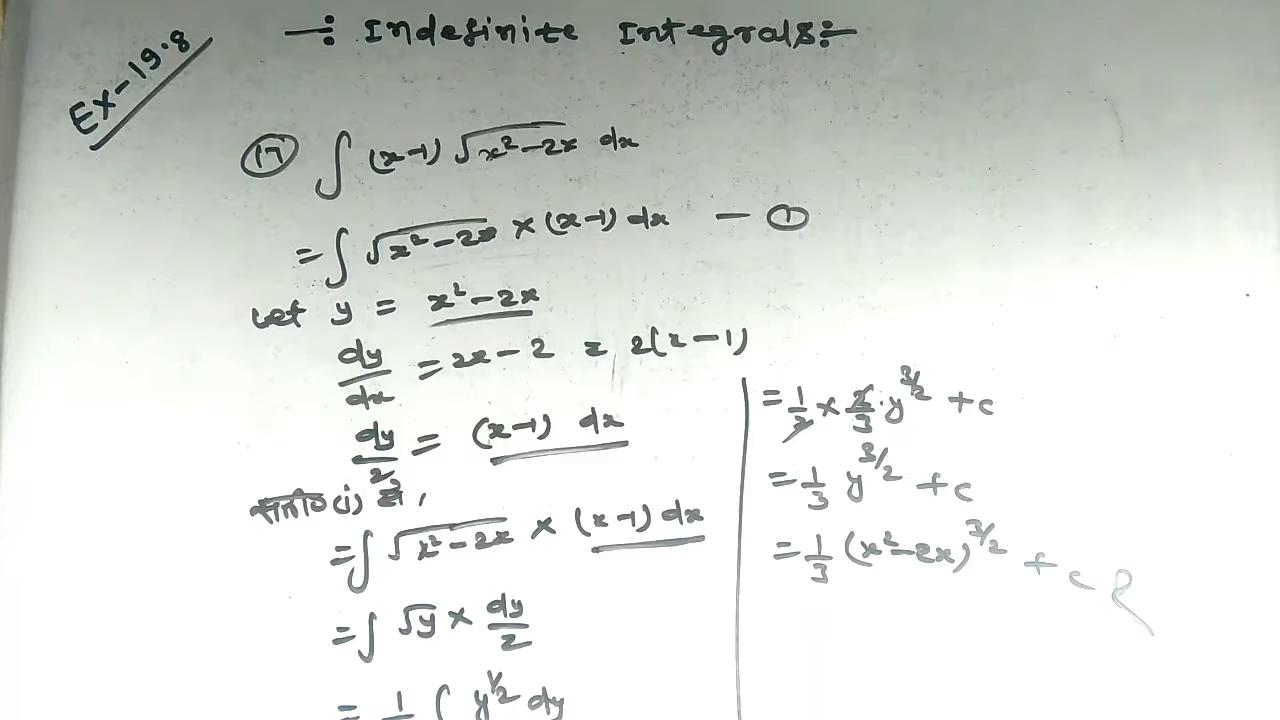 -: Indefinite Integrals:-
EX-19.8
(17) ∫ (x-1) √(x²-2x) dx
= ∫ √(x²-2x) × (x-1) dx — ①
Let y = x²-2x
dy/dx = 2x-2 = 2(x-1)
dy/2 = (x-1) dx
(i) से,
= ∫ √(x²-2x) × (x-1) dx
= ∫ √y × dy/2
= 1/ ∫ y^1/2 dy
= 1/2 × 2/3 · y^3/2 + c
= 1/3 y^3/2 + c
= 1/3 (x²-2x)^3/2 + c